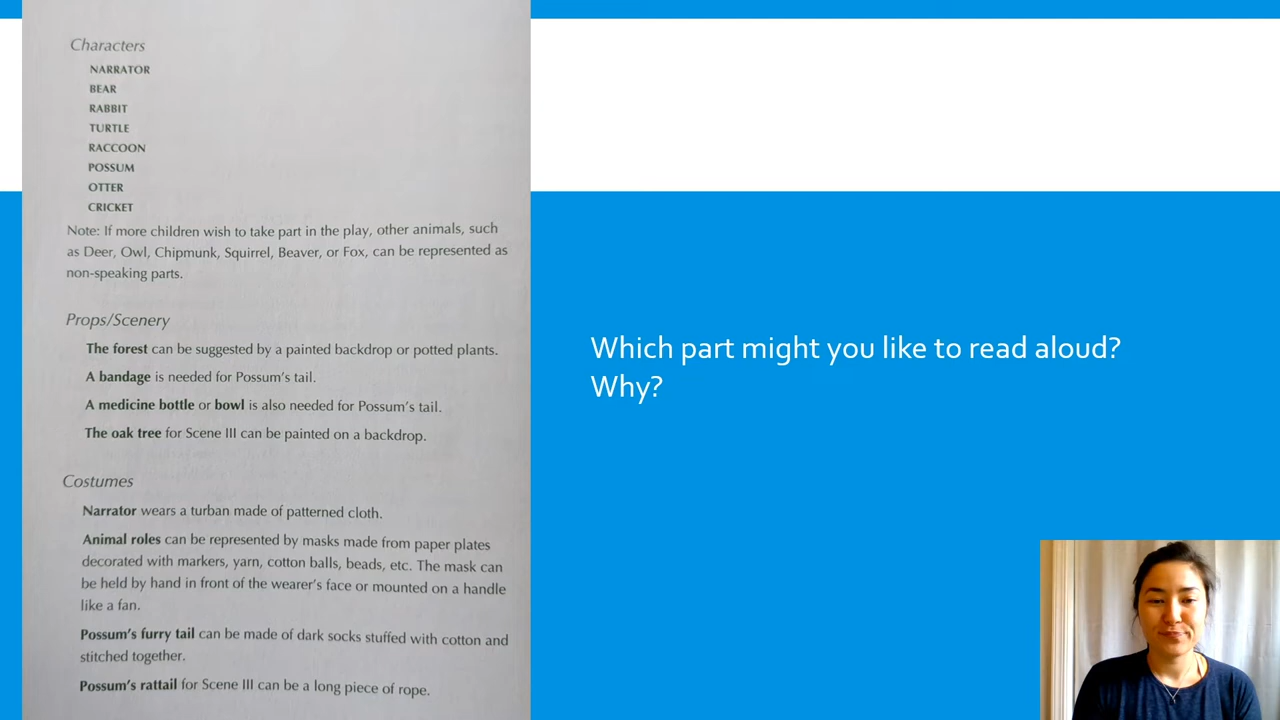 Characters
NARRATOR
BEAR
RABBIT
TURTLE
RACCOON
POSSUM
OTTER
CRICKET
Note: If more children wish to take part in the play, other animals, such
as Deer, Owl, Chipmunk, Squirrel, Beaver, or Fox, can be represented as
non-speaking parts.
Props/Scenery
The forest can be suggested by a painted backdrop or potted plants.
A bandage is needed for Possum's tail.
A medicine bottle or bowl is also needed for Possum's tail.
The oak tree for Scene III can be painted on a backdrop.
Costumes
Narrator wears a turban made of patterned cloth.
Animal roles can be represented by masks made from paper plates
decorated with markers, yarn, cotton balls, beads, etc. The mask can
be held by hand in front of the wearer's face or mounted on a handle
like a fan.
Possum's furry tail can be made of dark socks stuffed with cotton and
stitched together.
Possum's rattail for Scene III can be a long piece of rope.
Which part might you like to read aloud?
Why?